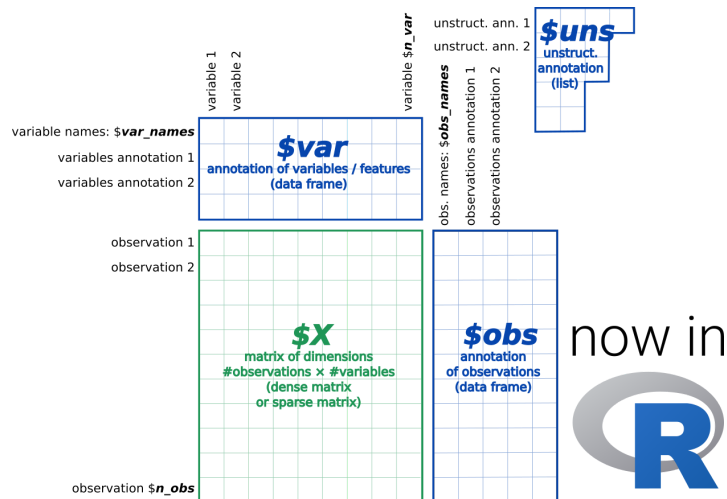 variable 1
variable 2
variable $n_var
unstruct. ann. 1
unstruct. ann. 2
$uns
unstruct.
annotation
(list)
obs. names: $obs_names
observations annotation 1
observations annotation 2
variable names: $var_names
variables annotation 1
variables annotation 2
$var
annotation of variables / features
(data frame)
observation 1
observation 2
observation $n_obs
$X
matrix of dimensions
#observations × #variables
(dense matrix
or sparse matrix)
$obs
annotation
of observations
(data frame)
now in
R